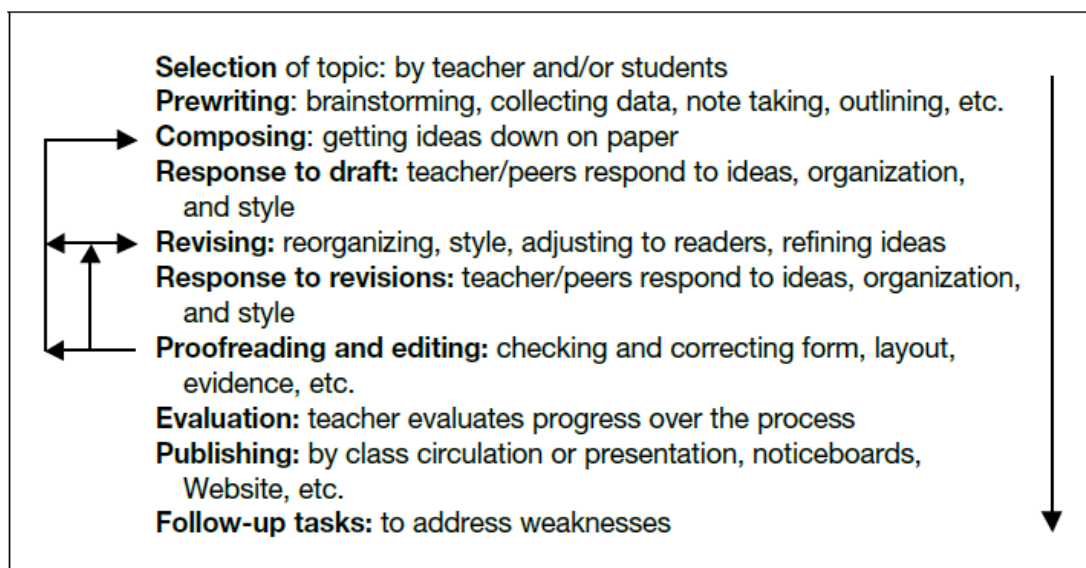 Selection of topic: by teacher and/or students
Prewriting: brainstorming, collecting data, note taking, outlining, etc.
Composing: getting ideas down on paper
Response to draft: teacher/peers respond to ideas, organization,
and style
Revising: reorganizing, style, adjusting to readers, refining ideas
Response to revisions: teacher/peers respond to ideas, organization,
and style
Proofreading and editing: checking and correcting form, layout,
evidence, etc.
Evaluation: teacher evaluates progress over the process
Publishing: by class circulation or presentation, noticeboards,
Website, etc.
Follow-up tasks: to address weaknesses